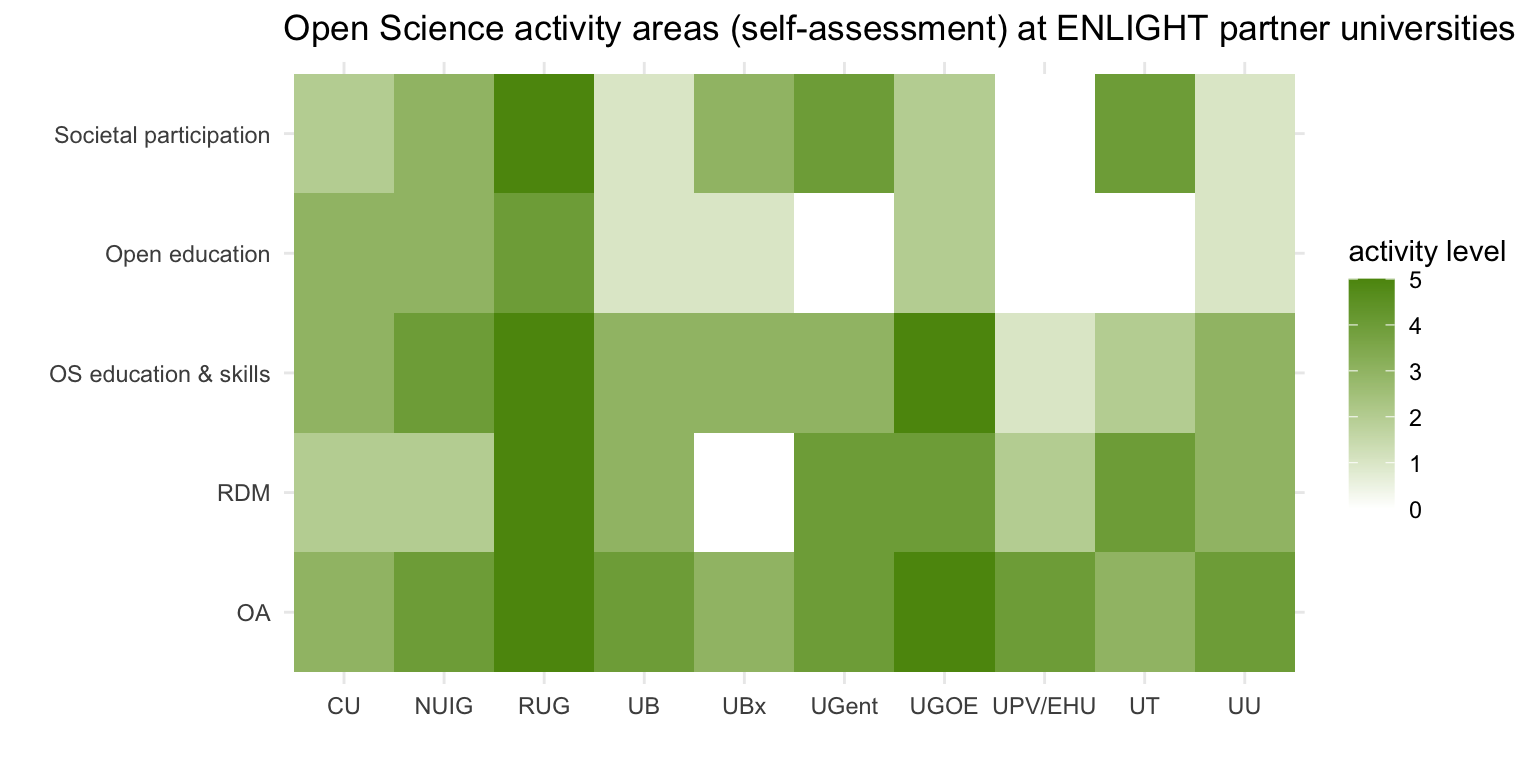 Open Science activity areas (self-assessment) at ENLIGHT partner universities
Societal participation
Open education
OS education & skills
RDM
OA
CU
NUIG
RUG
UB
UBx
UGent
UGOE
UPV/EHU
UT
UU
activity level
5
4
3
2
1
0